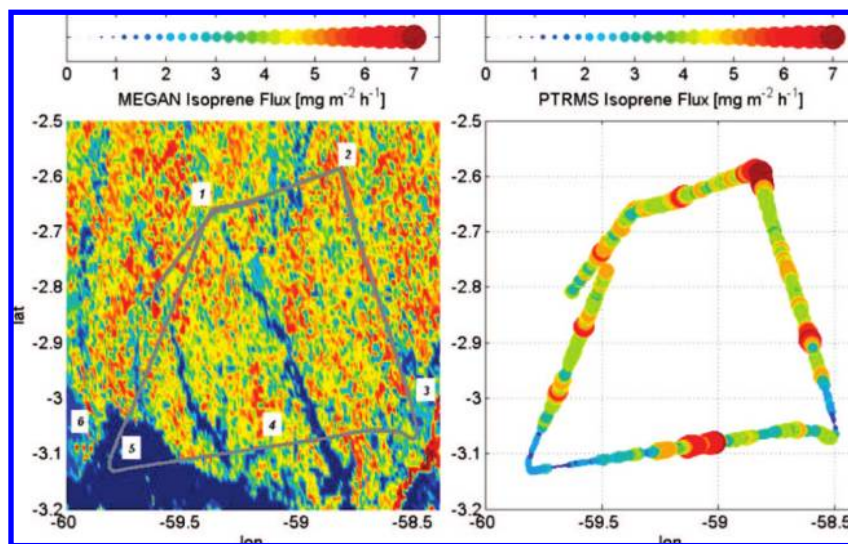 0 1 2 3 4 5 6 7
MEGAN Isoprene Flux [mg m⁻² h⁻¹]
-2.5
-2.6
-2.7
-2.8
-2.9
-3
-3.1
-3.2
lat
1
2
3
4
5
6
-60 -59.5 -59 -58.5
lon
0 1 2 3 4 5 6 7
PTRMS Isoprene Flux [mg m⁻² h⁻¹]
-2.5
-2.6
-2.7
-2.8
-2.9
-3
-3.1
-3.2
-60 -59.5 -59 -58.5
lon